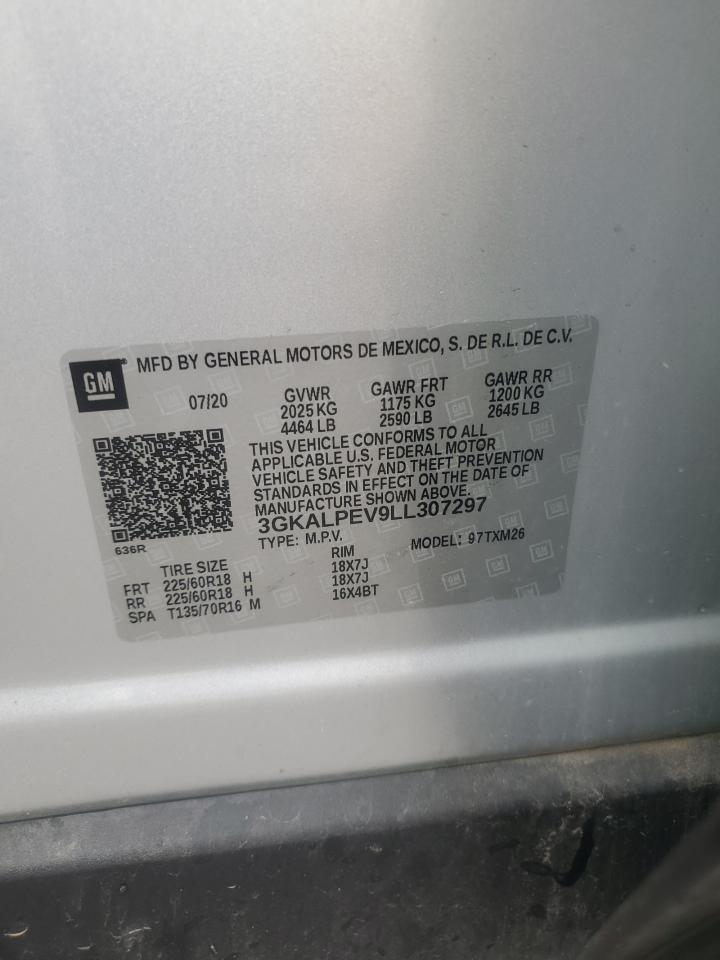 GM
MFD BY GENERAL MOTORS DE MEXICO, S. DE R.L. DE C.V.
07/20 GVWR GAWR FRT GAWR RR
2025 KG 1175 KG 1200 KG
4464 LB 2590 LB 2645 LB
THIS VEHICLE CONFORMS TO ALL
APPLICABLE U.S. FEDERAL MOTOR
VEHICLE SAFETY AND THEFT PREVENTION
STANDARDS IN EFFECT ON THE DATE OF
MANUFACTURE SHOWN ABOVE.
3GKALPEV9LL307297
TYPE: M.P.V. MODEL: 97TXM26
636R
TIRE SIZE RIM
FRT 225/60R18 H 18X7J
RR 225/60R18 H 18X7J
SPA T135/70R16 M 16X4BT